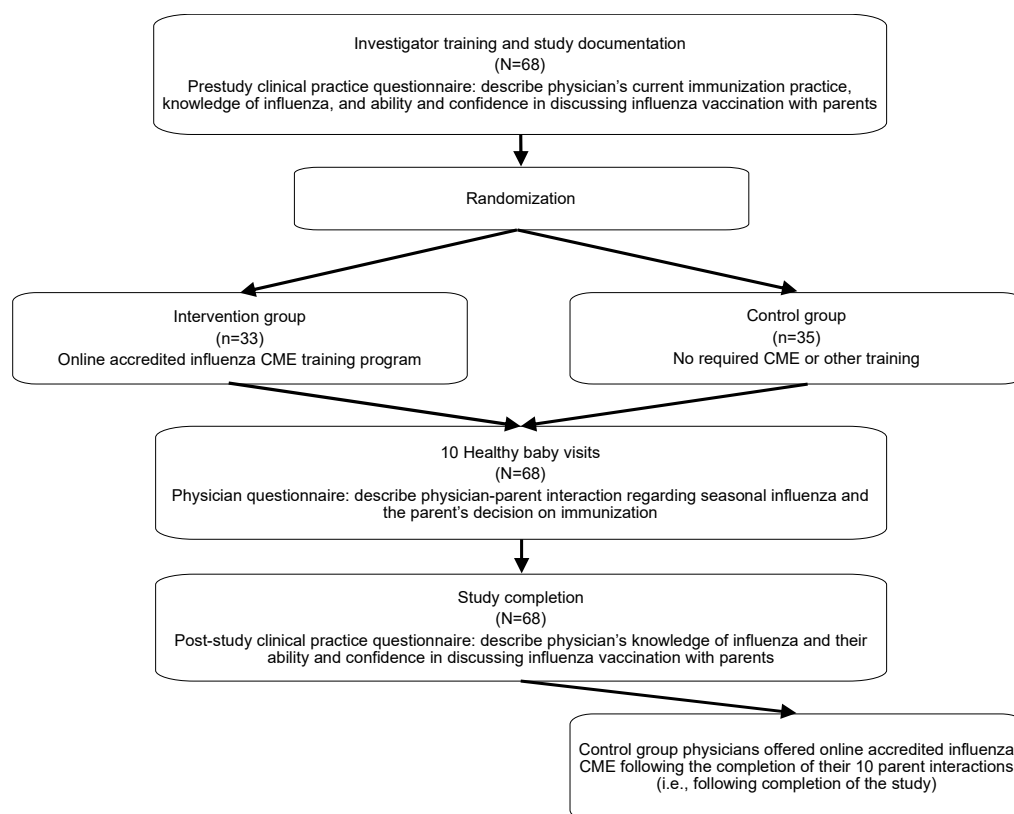 Investigator training and study documentation
(N=68)
Prestudy clinical practice questionnaire: describe physician's current immunization practice,
knowledge of influenza, and ability and confidence in discussing influenza vaccination with parents
Randomization
Intervention group
(n=33)
Online accredited influenza CME training program
Control group
(n=35)
No required CME or other training
10 Healthy baby visits
(N=68)
Physician questionnaire: describe physician-parent interaction regarding seasonal influenza and
the parent's decision on immunization
Study completion
(N=68)
Post-study clinical practice questionnaire: describe physician's knowledge of influenza and their
ability and confidence in discussing influenza vaccination with parents
Control group physicians offered online accredited influenza
CME following the completion of their 10 parent interactions
(i.e., following completion of the study)